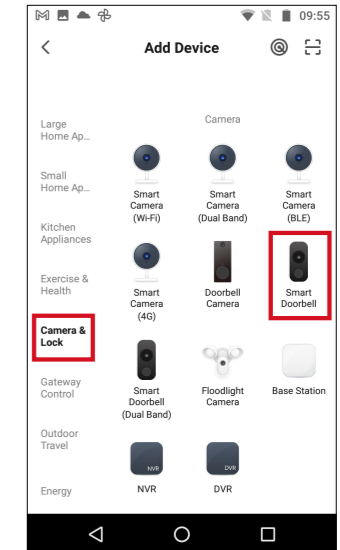 09:55
Add Device
Large
Home Ap...
Small
Home Ap...
Kitchen
Appliances
Exercise &
Health
Camera &
Lock
Gateway
Control
Outdoor
Travel
Energy
Camera
Smart
Camera
(Wi-Fi)
Smart
Camera
(Dual Band)
Smart
Camera
(BLE)
Smart
Camera
(4G)
Doorbell
Camera
Smart
Doorbell
Smart
Doorbell
(Dual Band)
Floodlight
Camera
Base Station
NVR
NVR
DVR
DVR